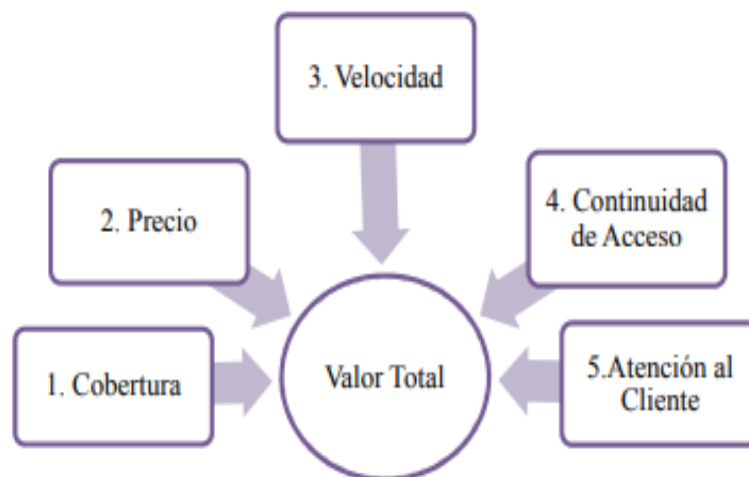 3. Velocidad
2. Precio
4. Continuidad
de Acceso
1. Cobertura
Valor Total
5.Atención al
Cliente